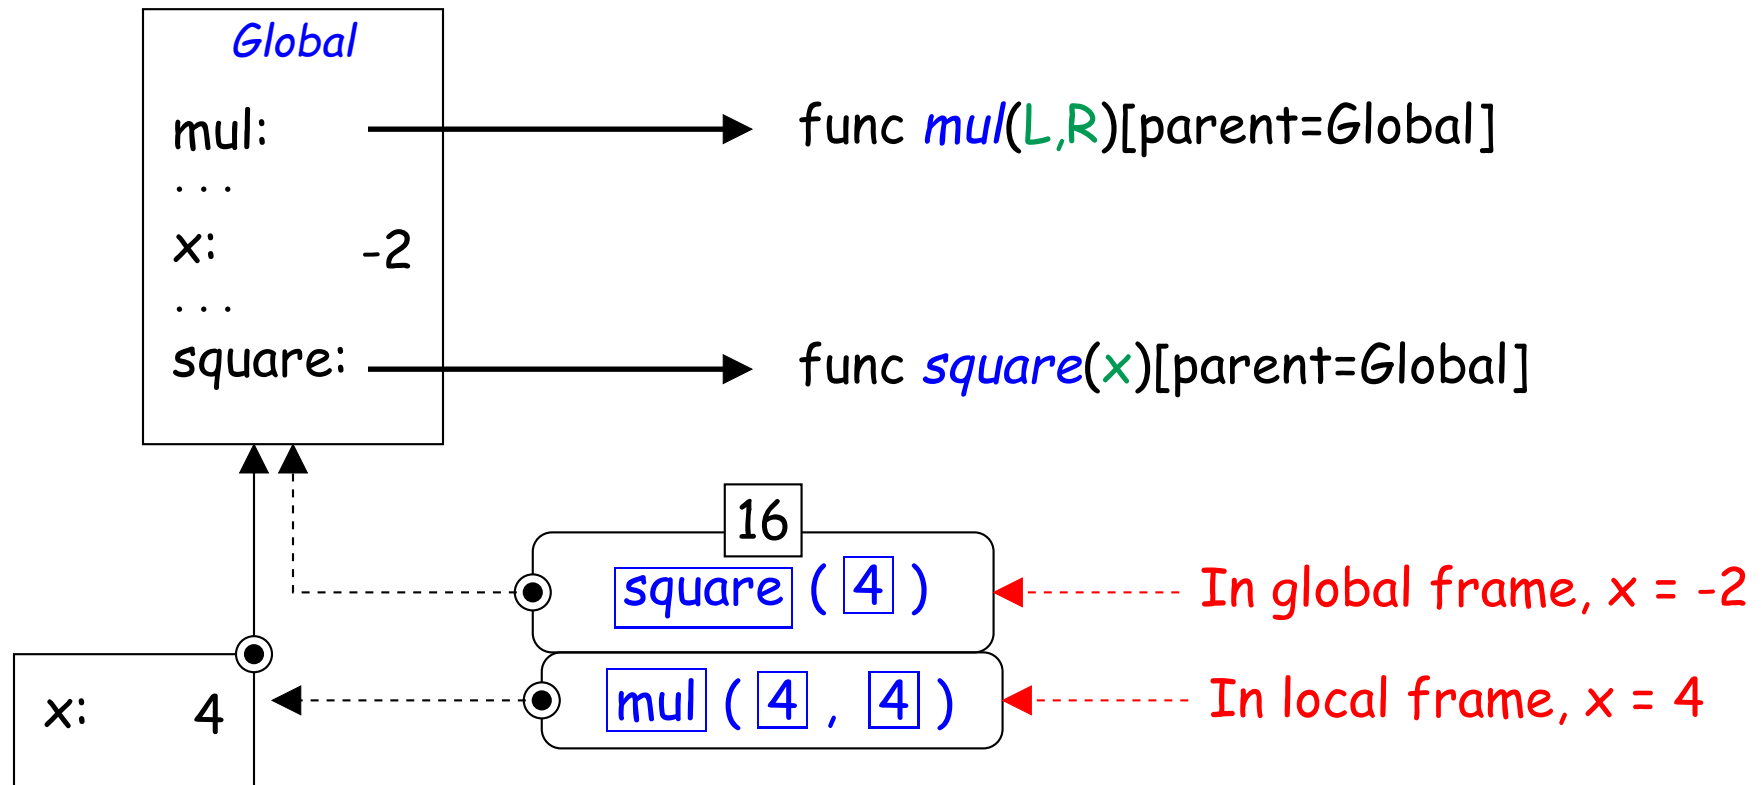 Global
mul: func mul(L,R)[parent=Global]
. . .
x: -2
. . .
square: func square(x)[parent=Global]
16
square ( 4 ) In global frame, x = -2
mul ( 4 , 4 ) In local frame, x = 4
x: 4